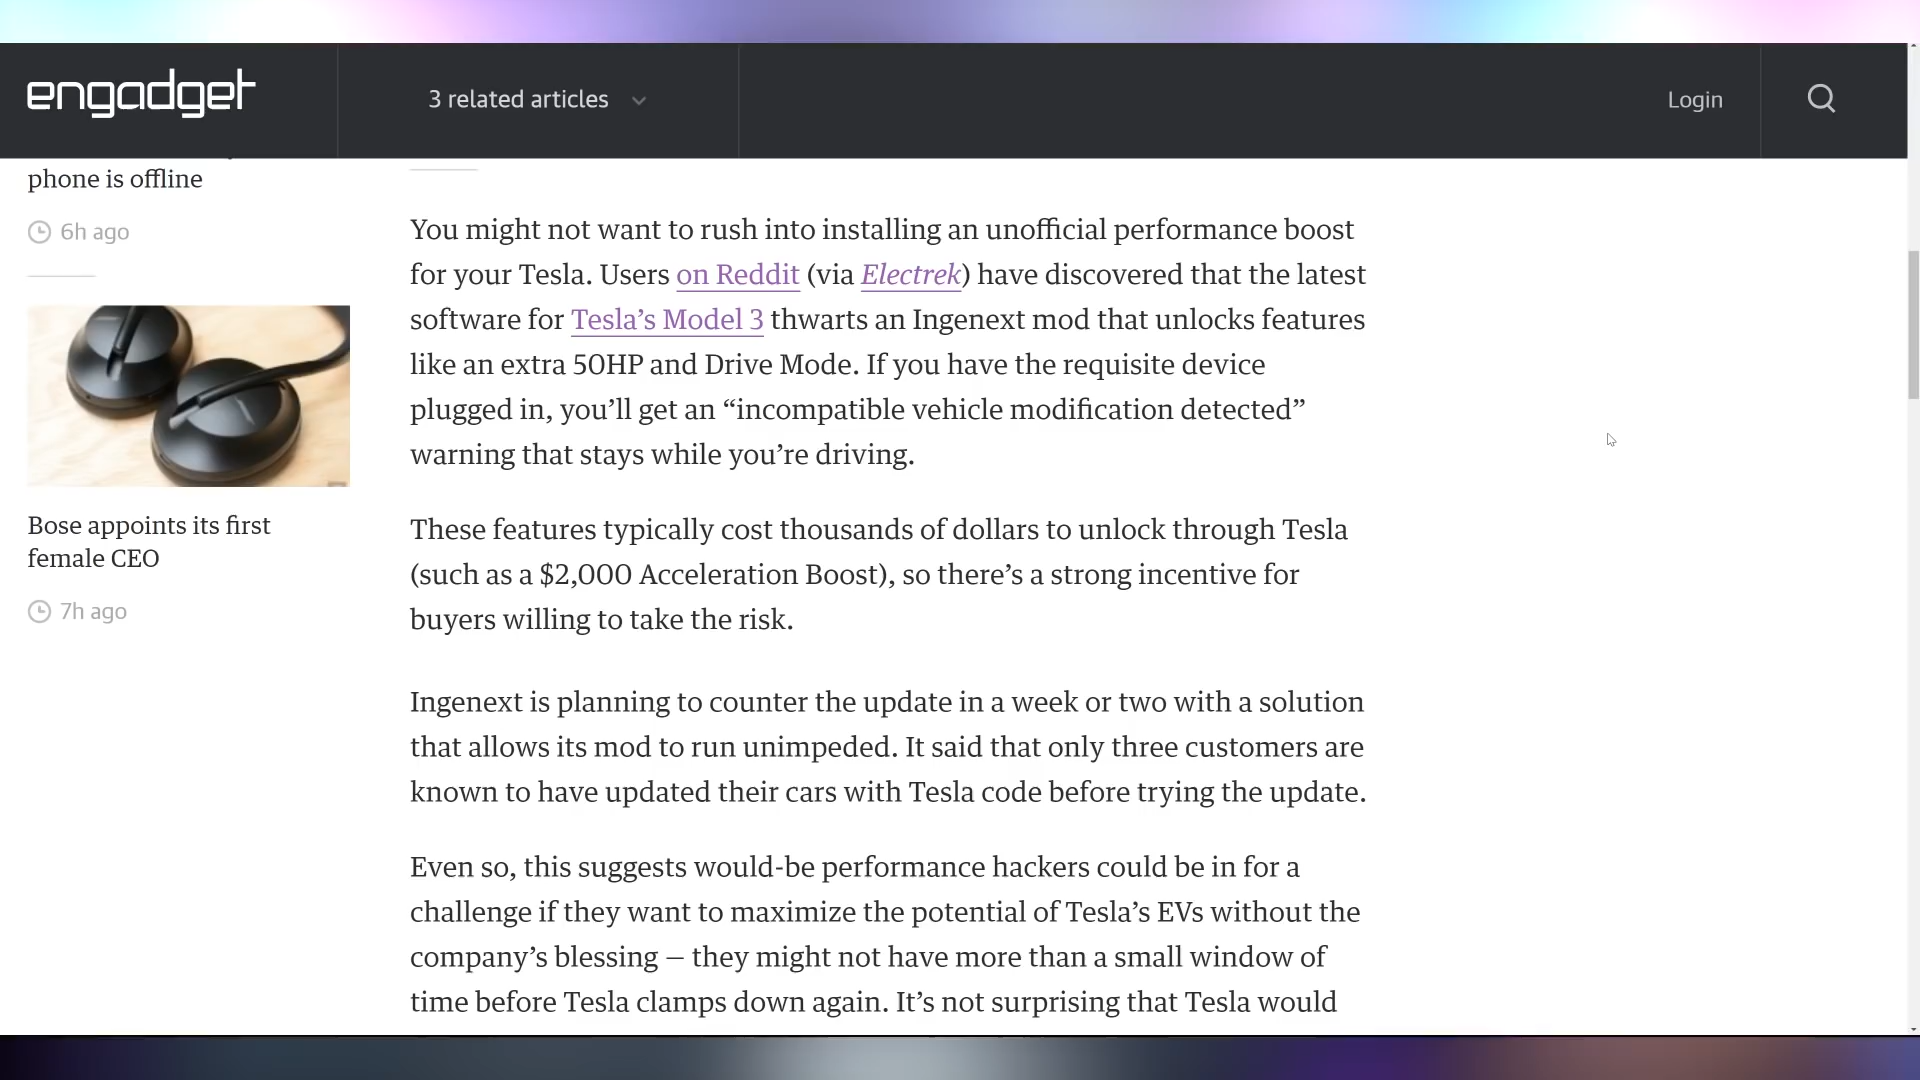 engadget
3 related articles
Login
phone is offline
6h ago
Bose appoints its first
female CEO
7h ago
You might not want to rush into installing an unofficial performance boost
for your Tesla. Users on Reddit (via Electrek) have discovered that the latest
software for Tesla’s Model 3 thwarts an Ingenext mod that unlocks features
like an extra 50HP and Drive Mode. If you have the requisite device
plugged in, you’ll get an “incompatible vehicle modification detected”
warning that stays while you’re driving.
These features typically cost thousands of dollars to unlock through Tesla
(such as a $2,000 Acceleration Boost), so there’s a strong incentive for
buyers willing to take the risk.
Ingenext is planning to counter the update in a week or two with a solution
that allows its mod to run unimpeded. It said that only three customers are
known to have updated their cars with Tesla code before trying the update.
Even so, this suggests would-be performance hackers could be in for a
challenge if they want to maximize the potential of Tesla’s EVs without the
company’s blessing — they might not have more than a small window of
time before Tesla clamps down again. It’s not surprising that Tesla would